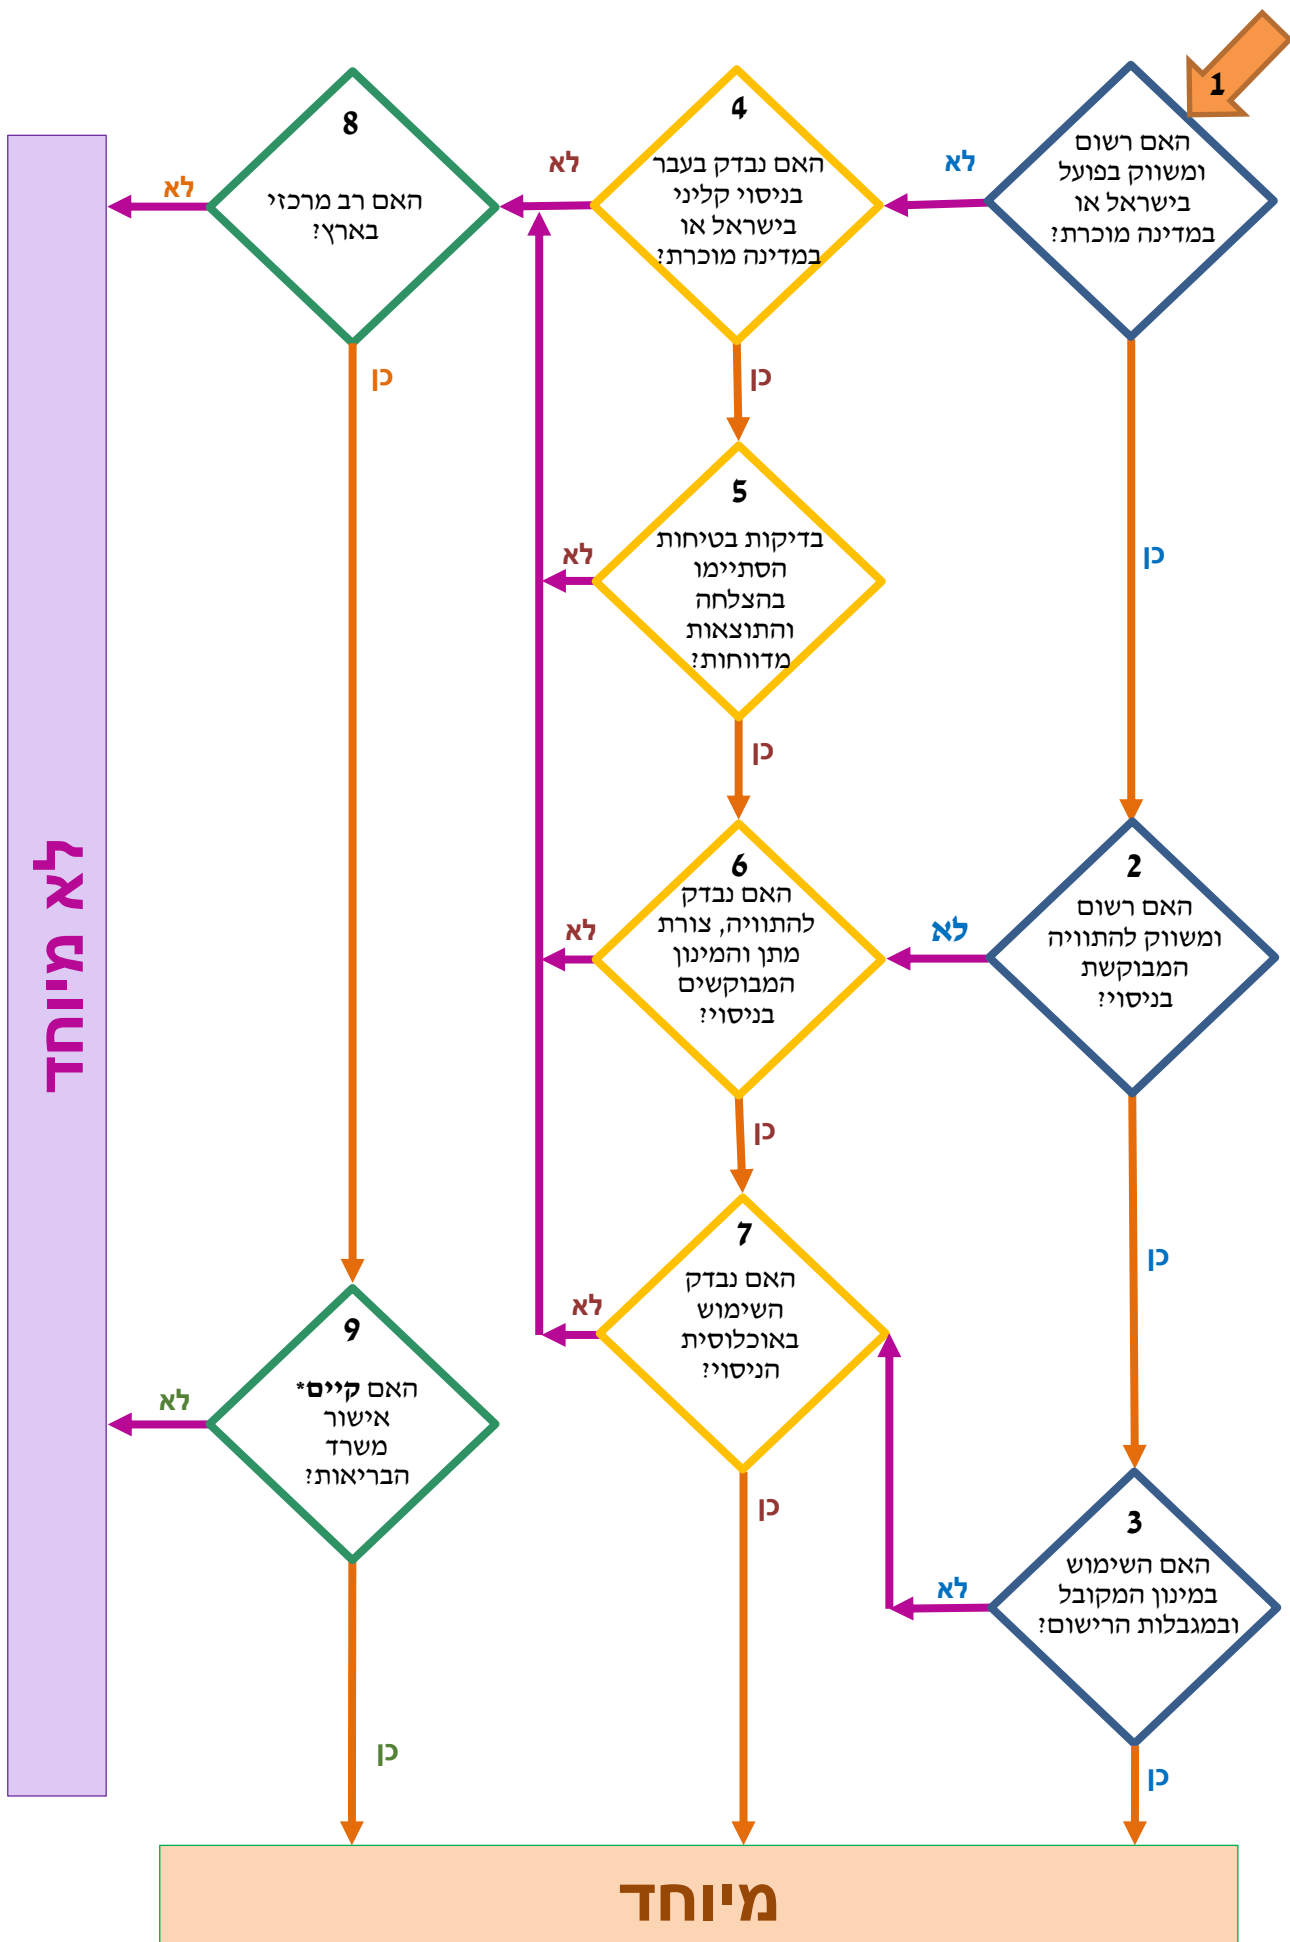 1
האם רשום
ומשווק בפועל
בישראל או
במדינה מוכרת?
לא
כן
4
האם נבדק בעבר
בניסוי קליני
בישראל או
במדינה מוכרת?
לא
כן
8
האם רב מרכזי
בארץ?
לא
כן
5
בדיקות בטיחות
הסתיימו
בהצלחה
והתוצאות
מדווחות?
לא
כן
2
האם רשום
ומשווק להתוויה
המבוקשת
בניסוי?
לא
כן
6
האם נבדק
להתוויה, צורת
מתן והמינון
המבוקשים
בניסוי?
לא
כן
7
האם נבדק
השימוש
באוכלוסית
הניסוי?
לא
כן
9
האם קיים*
אישור
משרד
הבריאות?
לא
כן
3
האם השימוש
במינון המקובל
ובמגבלות הרישום?
לא
כן
לא מיוחד
מיוחד